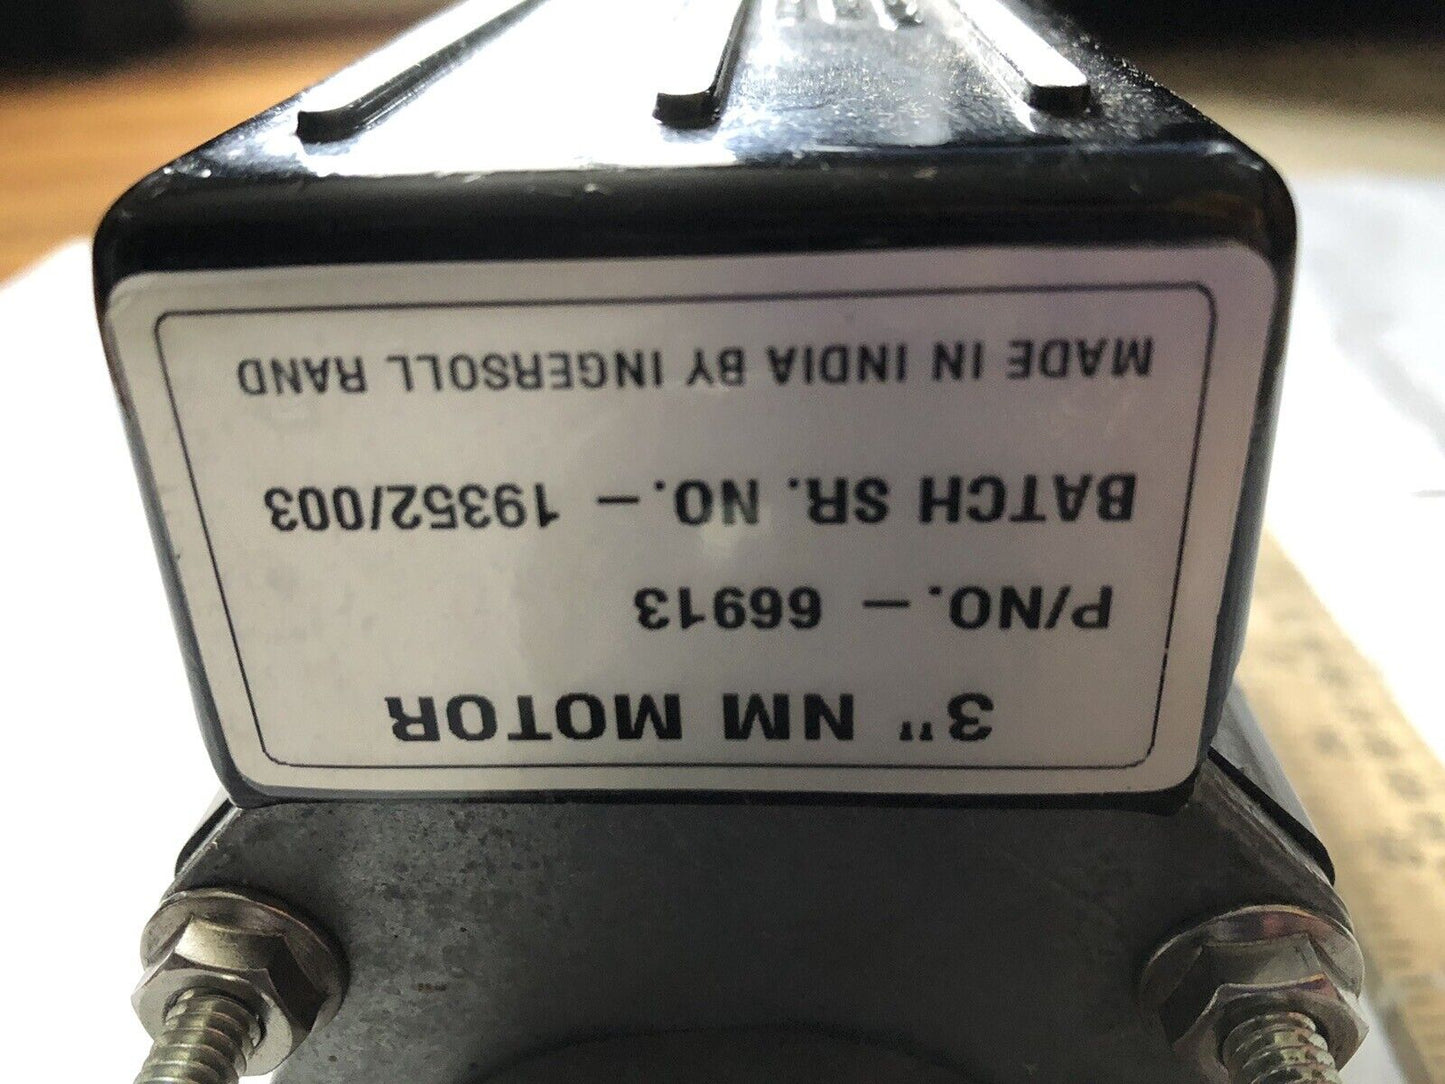 3" NM MOTOR
P/NO.– 66913
BATCH SR. NO.– 19352/003
MADE IN INDIA BY INGERSOLL RAND